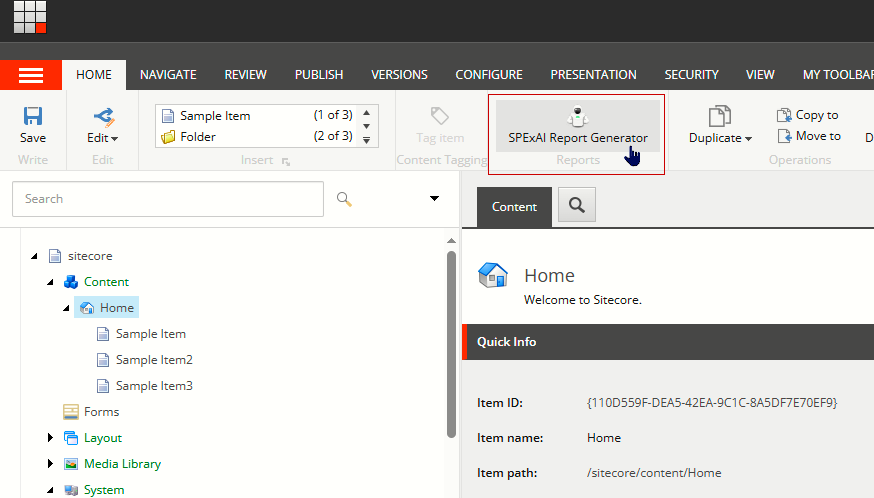 HOME NAVIGATE REVIEW PUBLISH VERSIONS CONFIGURE PRESENTATION SECURITY VIEW MY TOOLBAR
Save
Write
Edit
Edit
Sample Item (1 of 3)
Folder (2 of 3)
Insert
Tag item
Content Tagging
SPExAI Report Generator
Reports
Duplicate
Copy to
Move to
D
Operations
Search
sitecore
Content
Home
Sample Item
Sample Item2
Sample Item3
Forms
Layout
Media Library
System
Content
Home
Welcome to Sitecore.
Quick Info
Item ID: {110D559F-DEA5-42EA-9C1C-8A5DF7E70EF9}
Item name: Home
Item path: /sitecore/content/Home